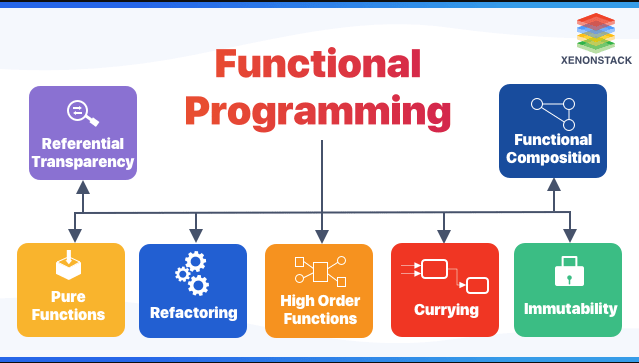 Functional
Programming
XENONSTACK
Referential
Transparency
Functional
Composition
Pure
Functions
Refactoring
High Order
Functions
Currying
Immutability